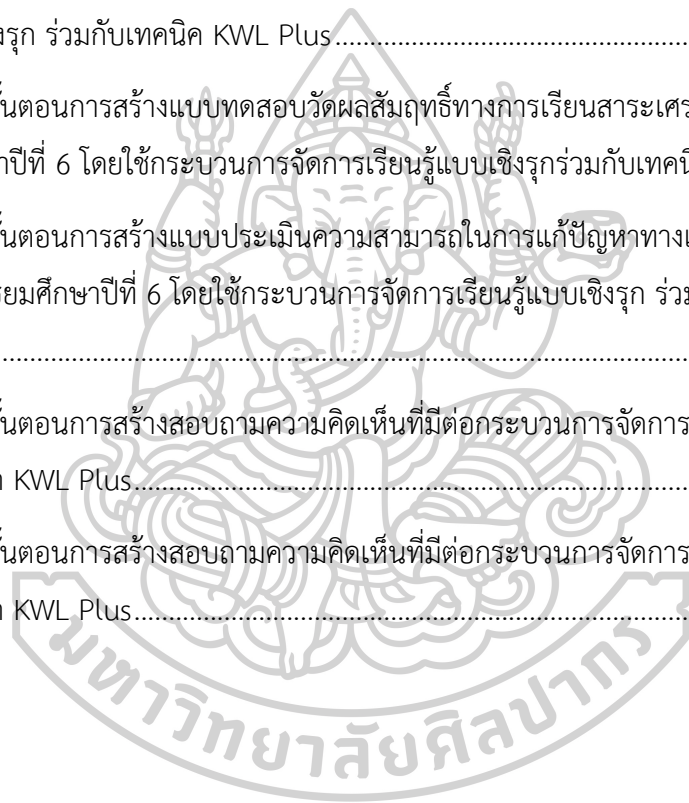 งรุก ร่วมกับเทคนิค KWL Plus....................................................
ั้นตอนการสร้างแบบทดสอบวัดผลสัมฤทธิ์ทางการเรียนสาระเศร
าปีที่ 6 โดยใช้กระบวนการจัดการเรียนรู้แบบเชิงรุกร่วมกับเทคนิ
ั้นตอนการสร้างแบบประเมินความสามารถในการแก้ปัญหาทางเ
ธยมศึกษาปีที่ 6 โดยใช้กระบวนการจัดการเรียนรู้แบบเชิงรุก ร่วม
....................................................................................................
ั้นตอนการสร้างสอบถามความคิดเห็นที่มีต่อกระบวนการจัดการ
ค KWL Plus....................................................................................
ั้นตอนการสร้างสอบถามความคิดเห็นที่มีต่อกระบวนการจัดการ
ค KWL Plus....................................................................................
มหาวิทยาลัยศิลปากร